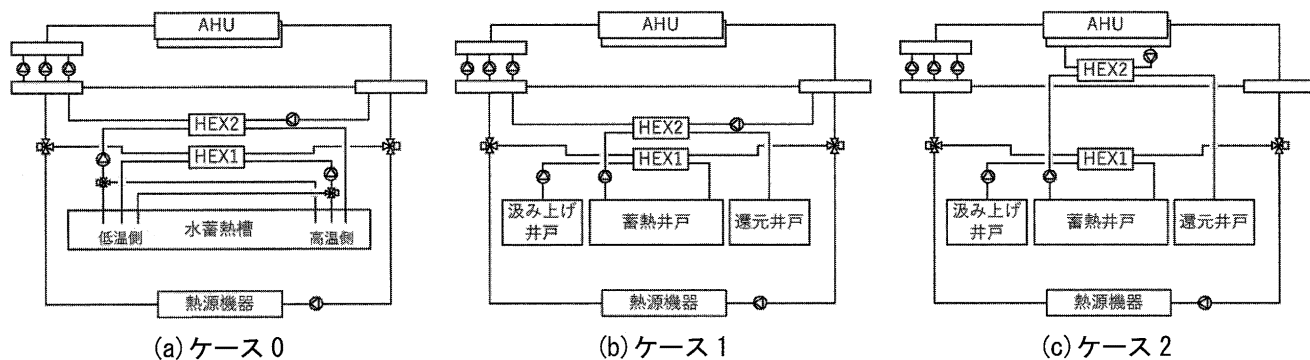 AHU
HEX2
HEX1
低温側
水蓄熱槽
高温側
熱源機器
(a)ケース0
AHU
HEX2
HEX1
汲み上げ
井戸
蓄熱井戸
還元井戸
熱源機器
(b)ケース1
AHU
HEX2
HEX1
汲み上げ
井戸
蓄熱井戸
還元井戸
熱源機器
(c)ケース2